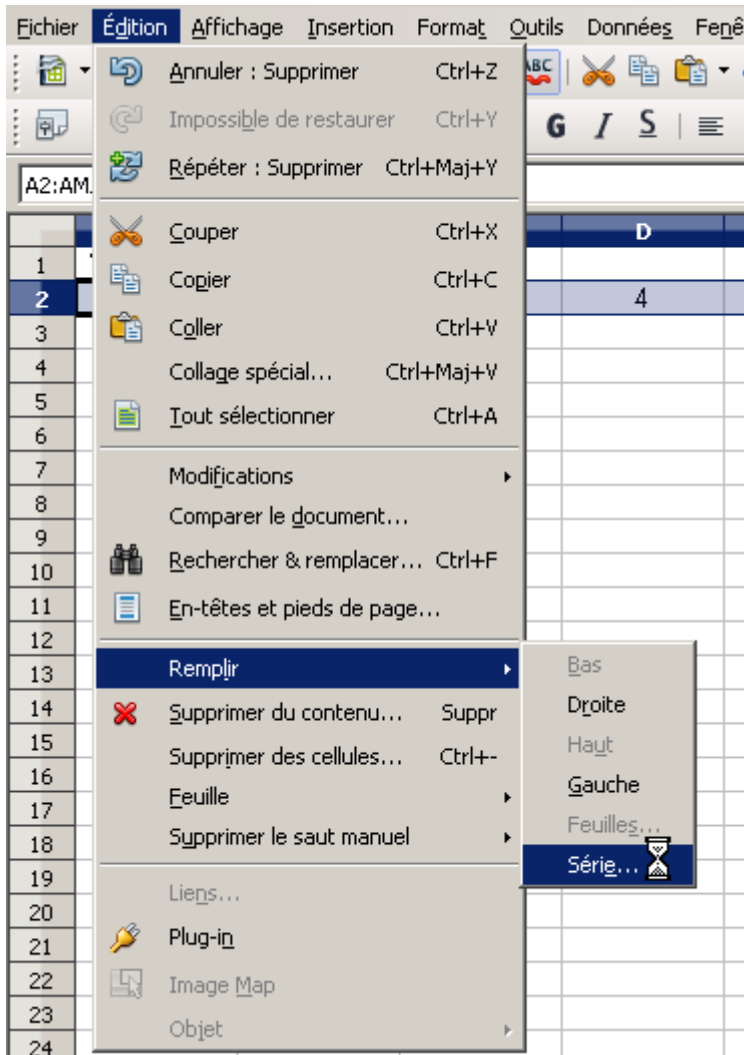 Fichier Édition Affichage Insertion Format Outils Données Fenê
Annuler : Supprimer Ctrl+Z
ABC
Impossible de restaurer Ctrl+Y
G I S
Répéter : Supprimer Ctrl+Maj+Y
A2:AM
Couper Ctrl+X
D
1
Copier Ctrl+C
2 4
3
Coller Ctrl+V
4
Collage spécial... Ctrl+Maj+V
5
Tout sélectionner Ctrl+A
6
7
Modifications
8
Comparer le document...
9
Rechercher & remplacer... Ctrl+F
10
11
En-têtes et pieds de page...
12
13
Remplir
Bas
14
Supprimer du contenu... Suppr
Droite
15
Supprimer des cellules... Ctrl+-
Haut
16
Feuille
Gauche
17
18
Supprimer le saut manuel
Feuilles...
19
Série...
Liens...
20
21
Plug-in
22
Image Map
23
Objet
24